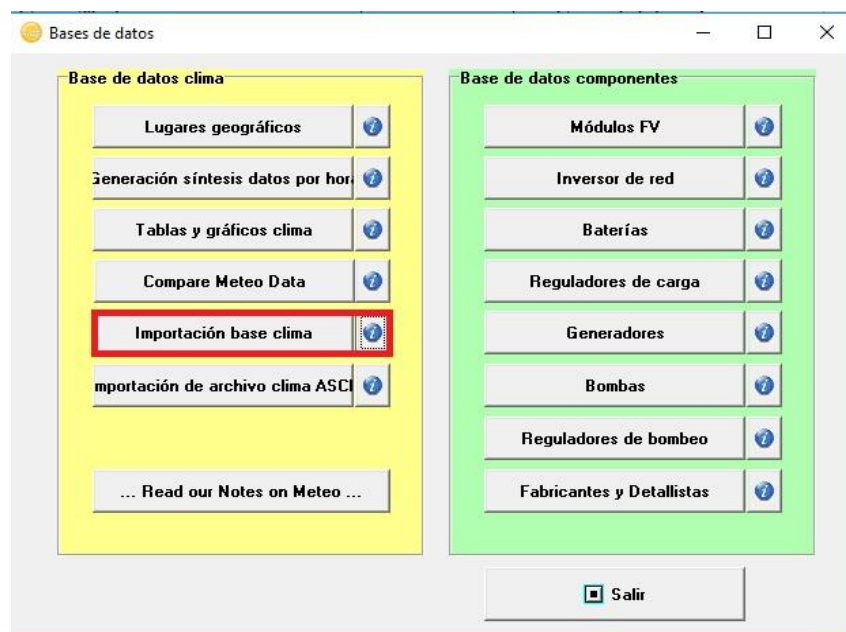 Bases de datos
Base de datos clima
Lugares geográficos
Generación síntesis datos por hora
Tablas y gráficos clima
Compare Meteo Data
Importación base clima
mportación de archivo clima ASCI
... Read our Notes on Meteo ...
Base de datos componentes
Módulos FV
Inversor de red
Baterías
Reguladores de carga
Generadores
Bombas
Reguladores de bombeo
Fabricantes y Detallistas
Salir